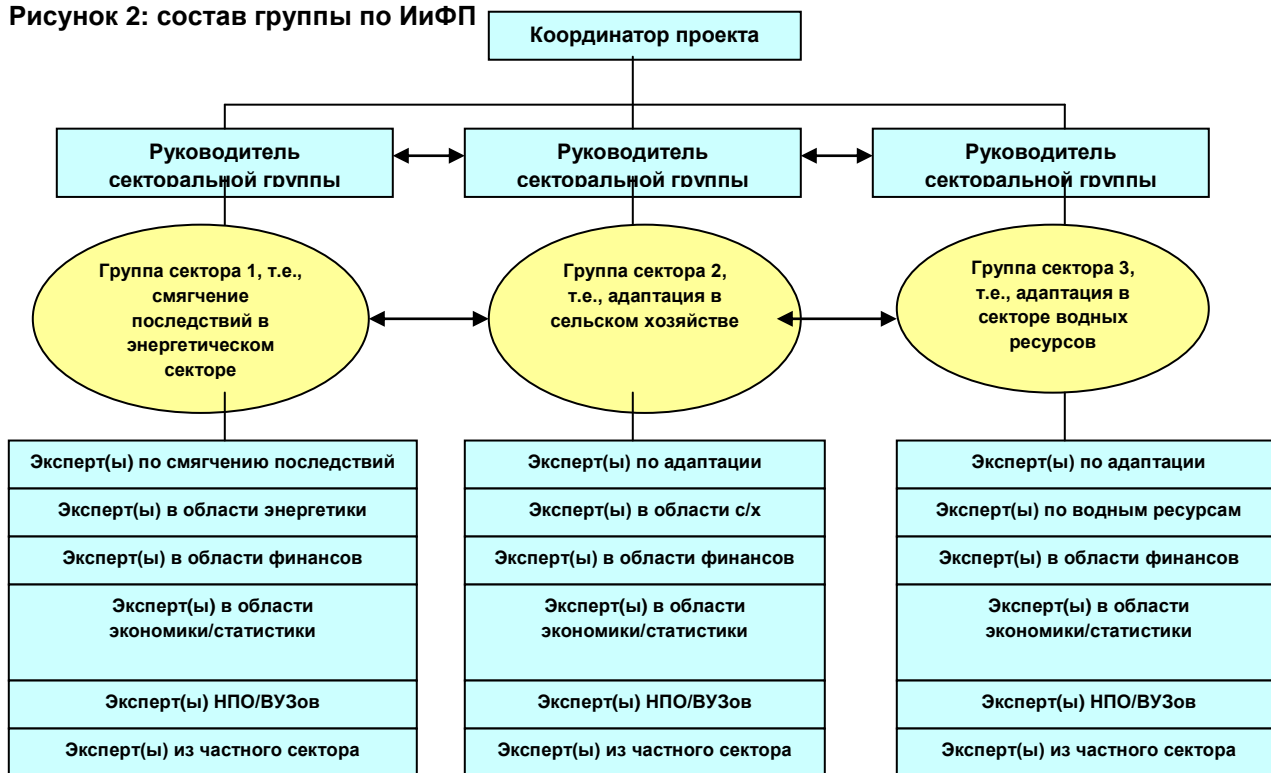 Рисунок 2: состав группы по ИиФП
Координатор проекта
Руководитель
секторальной группы
Руководитель
секторальной группы
Руководитель
секторальной группы
Группа сектора 1, т.е.,
смягчение
последствий в
энергетическом
секторе
Группа сектора 2,
т.е., адаптация в
сельском хозяйстве
Группа сектора 3,
т.е., адаптация в
секторе водных
ресурсов
Эксперт(ы) по смягчению последствий
Эксперт(ы) в области энергетики
Эксперт(ы) в области финансов
Эксперт(ы) в области
экономики/статистики
Эксперт(ы) НПО/ВУЗов
Эксперт(ы) из частного сектора
Эксперт(ы) по адаптации
Эксперт(ы) в области с/х
Эксперт(ы) в области финансов
Эксперт(ы) в области
экономики/статистики
Эксперт(ы) НПО/ВУЗов
Эксперт(ы) из частного сектора
Эксперт(ы) по адаптации
Эксперт(ы) по водным ресурсам
Эксперт(ы) в области финансов
Эксперт(ы) в области
экономики/статистики
Эксперт(ы) НПО/ВУЗов
Эксперт(ы) из частного сектора